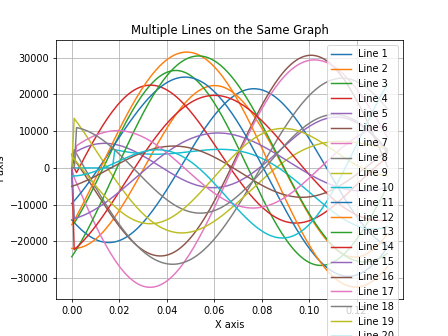 Multiple Lines on the Same Graph
30000
20000
10000
0
−10000
−20000
−30000
0.00
0.02
0.04
0.06
0.08
0.10
X axis
Line 1
Line 2
Line 3
Line 4
Line 5
Line 6
Line 7
Line 8
Line 9
Line 10
Line 11
Line 12
Line 13
Line 14
Line 15
Line 16
Line 17
Line 18
Line 19